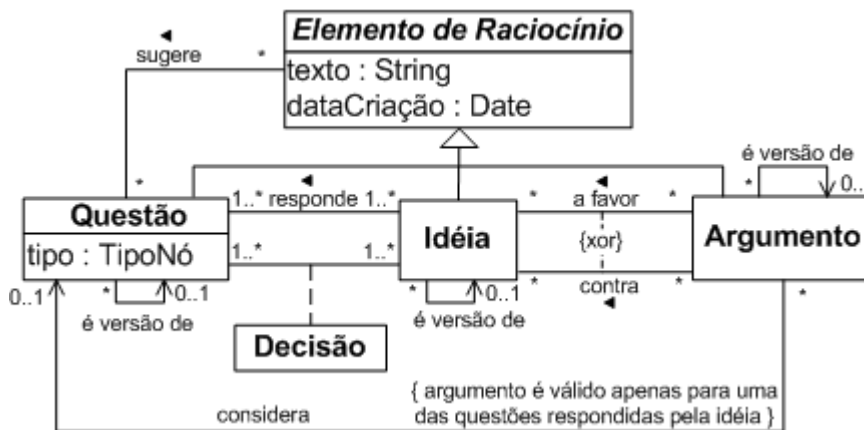 Elemento de Raciocínio
◄
sugere
*
texto : String
dataCriação : Date
é versão de
*
0..
*
1..* responde 1..*
◄
*
◄
a favor
*
Questão
tipo : TipoNó
Idéia
{xor}
Argumento
1..*
1..*
*
contra
*
◄
0..1
*
0..1
é versão de
*
0..1
é versão de
*
Decisão
considera
{ argumento é válido apenas para uma
das questões respondidas pela idéia }